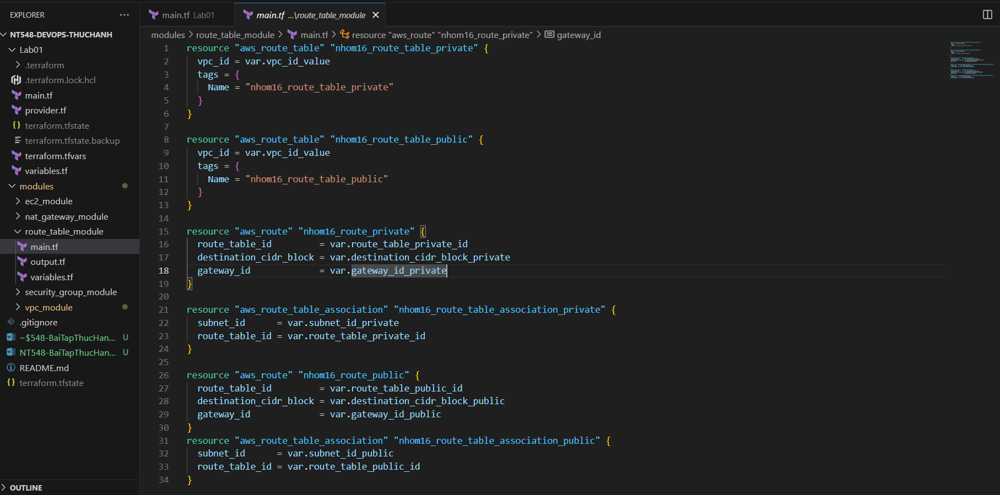 EXPLORER
NT548-DEVOPS-THUCHANH
Lab01
.terraform
.terraform.lock.hcl
main.tf
provider.tf
terraform.tfstate
terraform.tfstate.backup
terraform.tfvars
variables.tf
modules
ec2_module
nat_gateway_module
route_table_module
main.tf
output.tf
variables.tf
security_group_module
vpc_module
.gitignore
~$548-BaiTapThucHan... U
NT548-BaiTapThucHan... U
README.md
terraform.tfstate
OUTLINE
main.tf Lab01
main.tf ...\route_table_module
modules > route_table_module > main.tf > resource "aws_route" "nhom16_route_private" > gateway_id
1 resource "aws_route_table" "nhom16_route_table_private" {
2 vpc_id = var.vpc_id_value
3 tags = {
4 Name = "nhom16_route_table_private"
5 }
6 }
7
8 resource "aws_route_table" "nhom16_route_table_public" {
9 vpc_id = var.vpc_id_value
10 tags = {
11 Name = "nhom16_route_table_public"
12 }
13 }
14
15 resource "aws_route" "nhom16_route_private" {
16 route_table_id = var.route_table_private_id
17 destination_cidr_block = var.destination_cidr_block_private
18 gateway_id = var.gateway_id_private
19 }
20
21 resource "aws_route_table_association" "nhom16_route_table_association_private" {
22 subnet_id = var.subnet_id_private
23 route_table_id = var.route_table_private_id
24 }
25
26 resource "aws_route" "nhom16_route_public" {
27 route_table_id = var.route_table_public_id
28 destination_cidr_block = var.destination_cidr_block_public
29 gateway_id = var.gateway_id_public
30 }
31 resource "aws_route_table_association" "nhom16_route_table_association_public" {
32 subnet_id = var.subnet_id_public
33 route_table_id = var.route_table_public_id
34 }